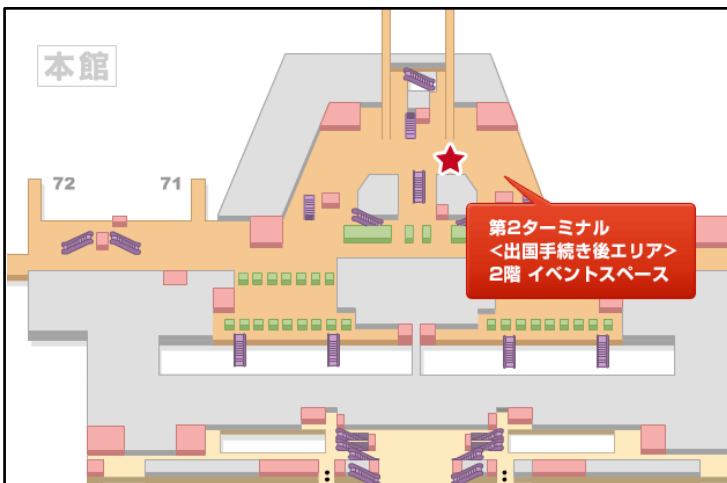 本館
72
71
第2ターミナル
<出国手続き後エリア>
2階 イベントスペース